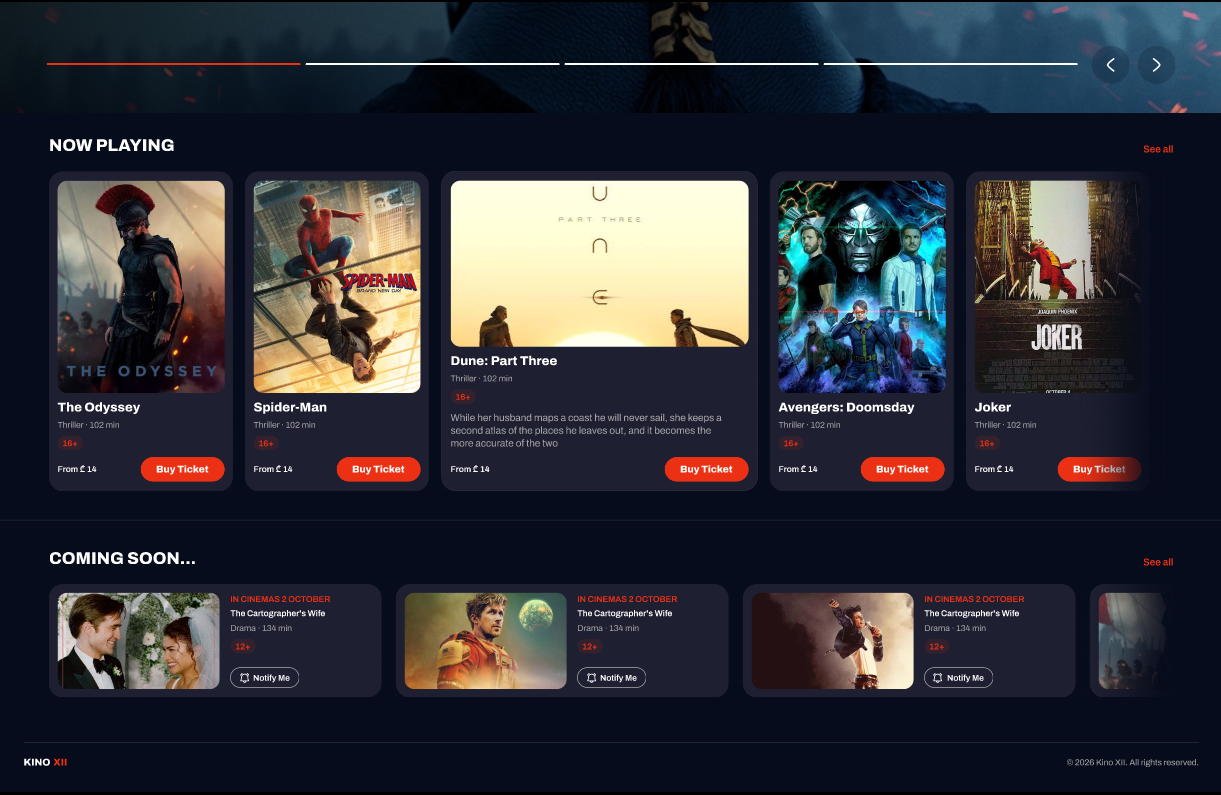 NOW PLAYING
See all
THE ODYSSEY
The Odyssey
Thriller · 102 min
16+
From ₾ 14
Buy Ticket
SPIDER-MAN
BRAND NEW DAY
Spider-Man
Thriller · 102 min
16+
From ₾ 14
Buy Ticket
PART THREE
Dune: Part Three
Thriller · 102 min
16+
While her husband maps a coast he will never sail, she keeps a
second atlas of the places he leaves out, and it becomes the
more accurate of the two
From ₾ 14
Buy Ticket
Avengers: Doomsday
Thriller · 102 min
16+
From ₾ 14
Buy Ticket
JOAQUIN PHOENIX
JOKER
OCTOBER 4
Joker
Thriller · 102 min
16+
From ₾ 14
Buy Ticket
COMING SOON...
See all
IN CINEMAS 2 OCTOBER
The Cartographer's Wife
Drama · 134 min
12+
Notify Me
IN CINEMAS 2 OCTOBER
The Cartographer's Wife
Drama · 134 min
12+
Notify Me
IN CINEMAS 2 OCTOBER
The Cartographer's Wife
Drama · 134 min
12+
Notify Me
KINO XII
© 2026 Kino XII. All rights reserved.